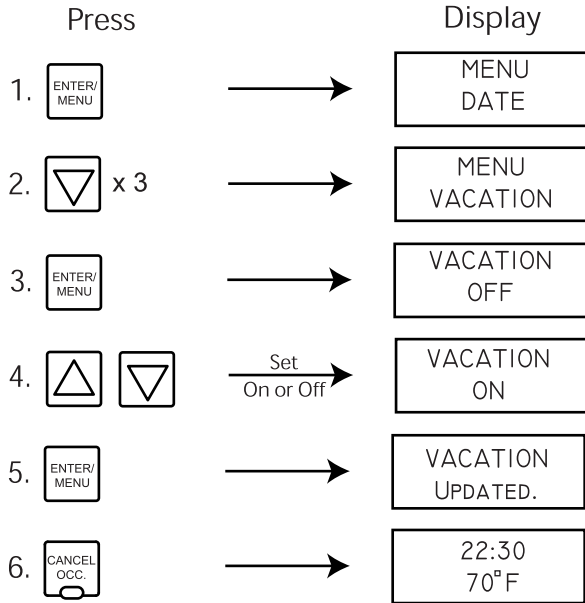 Press Display
1. ENTER/ MENU
MENU
DATE
2. x 3
MENU
VACATION
3. ENTER/ MENU
VACATION
OFF
4. Set
On or Off
VACATION
ON
5. ENTER/ MENU
VACATION
UPDATED.
6. CANCEL OCC.
22:30
70°F